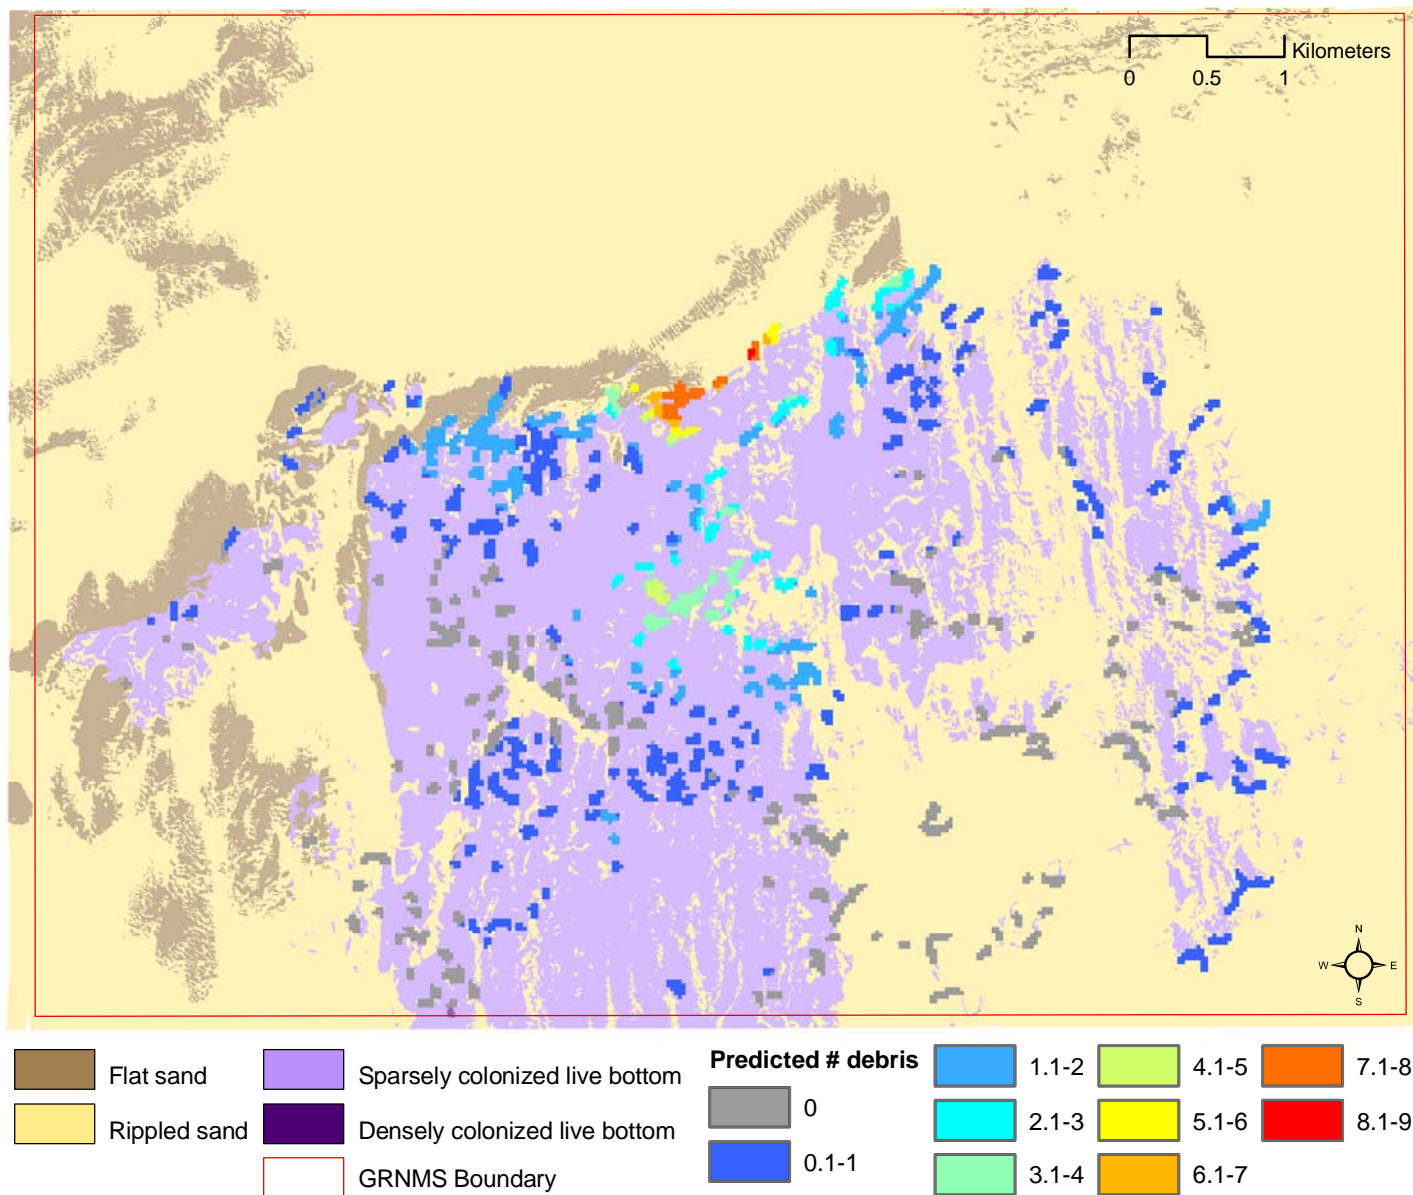 Kilometers
0 0.5 1
N
W E
S
Flat sand
Rippled sand
Sparsely colonized live bottom
Densely colonized live bottom
GRNMS Boundary
Predicted # debris
0
0.1-1
1.1-2
2.1-3
3.1-4
4.1-5
5.1-6
6.1-7
7.1-8
8.1-9